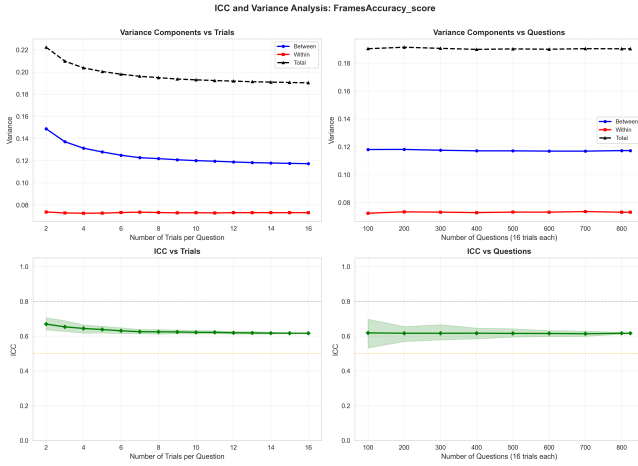 ICC and Variance Analysis: FramesAccuracy_score
Variance Components vs Trials
Variance
0.22
0.20
0.18
0.16
0.14
0.12
0.10
0.08
Between
Within
Total
2 4 6 8 10 12 14 16
Number of Trials per Question
Variance Components vs Questions
Variance
0.18
0.16
0.14
0.12
0.10
0.08
Between
Within
Total
100 200 300 400 500 600 700 800
Number of Questions (16 trials each)
ICC vs Trials
ICC
1.0
0.8
0.6
0.4
0.2
0.0
2 4 6 8 10 12 14 16
Number of Trials per Question
ICC vs Questions
ICC
1.0
0.8
0.6
0.4
0.2
0.0
100 200 300 400 500 600 700 800
Number of Questions (16 trials each)